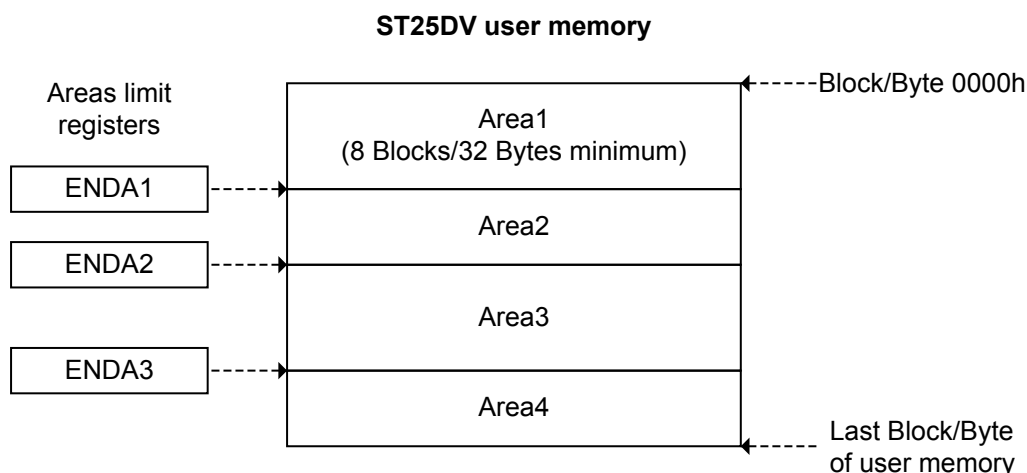 ST25DV user memory
Block/Byte 0000h
Areas limit
registers
Area1
(8 Blocks/32 Bytes minimum)
ENDA1
Area2
ENDA2
Area3
ENDA3
Area4
Last Block/Byte
of user memory